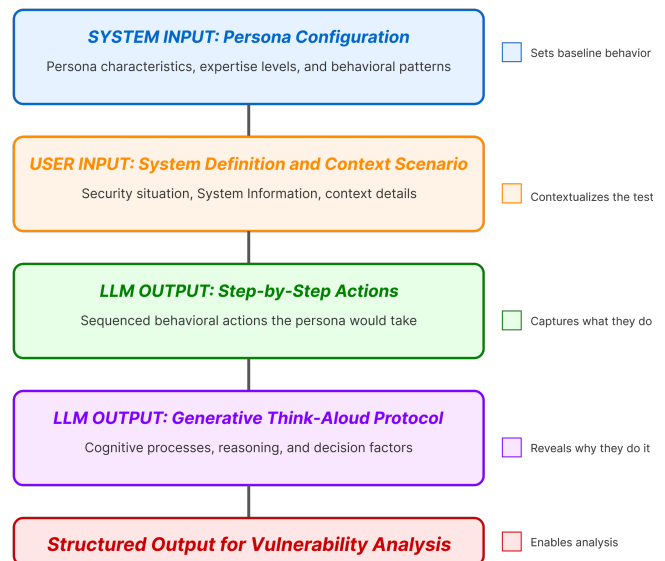 SYSTEM INPUT: Persona Configuration
Persona characteristics, expertise levels, and behavioral patterns
Sets baseline behavior
USER INPUT: System Definition and Context Scenario
Security situation, System Information, context details
Contextualizes the test
LLM OUTPUT: Step-by-Step Actions
Sequenced behavioral actions the persona would take
Captures what they do
LLM OUTPUT: Generative Think-Aloud Protocol
Cognitive processes, reasoning, and decision factors
Reveals why they do it
Structured Output for Vulnerability Analysis
Enables analysis